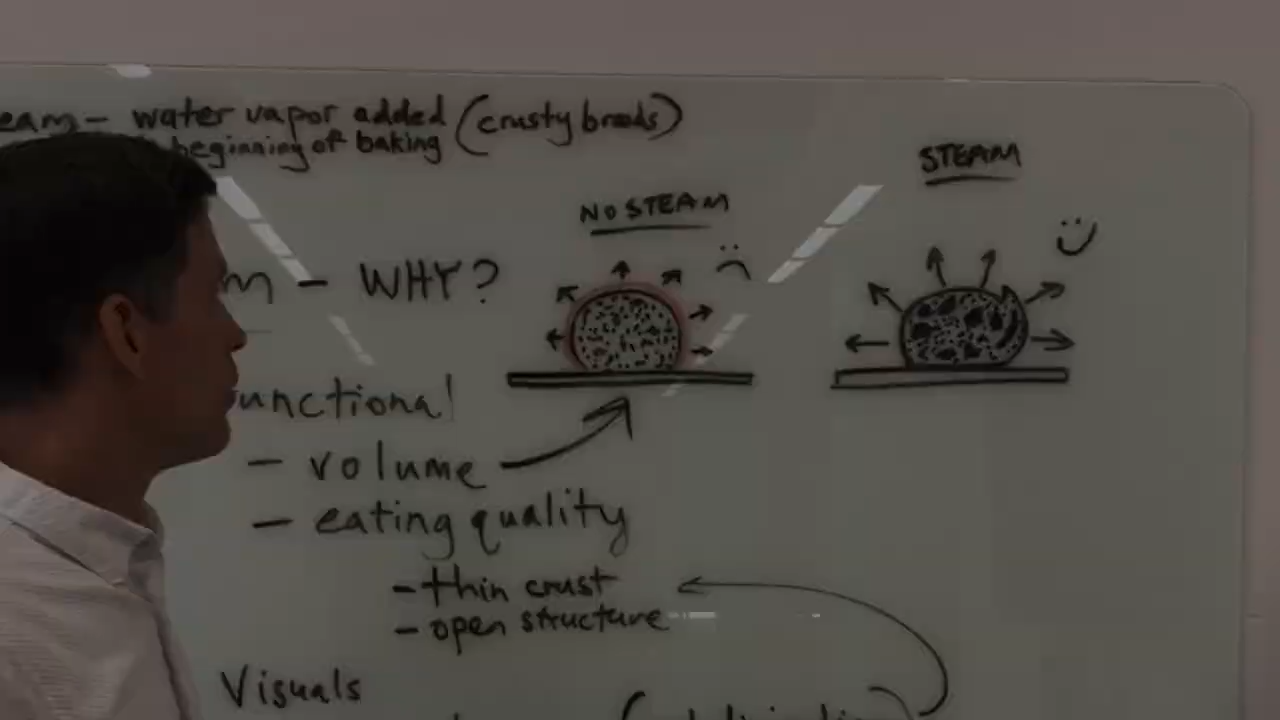 eam - water vapor added (crusty breads)
beginning of baking
STEAM
NO STEAM
m - WHY?
unctional
- volume
- eating quality
- thin crust
- open structure
Visuals